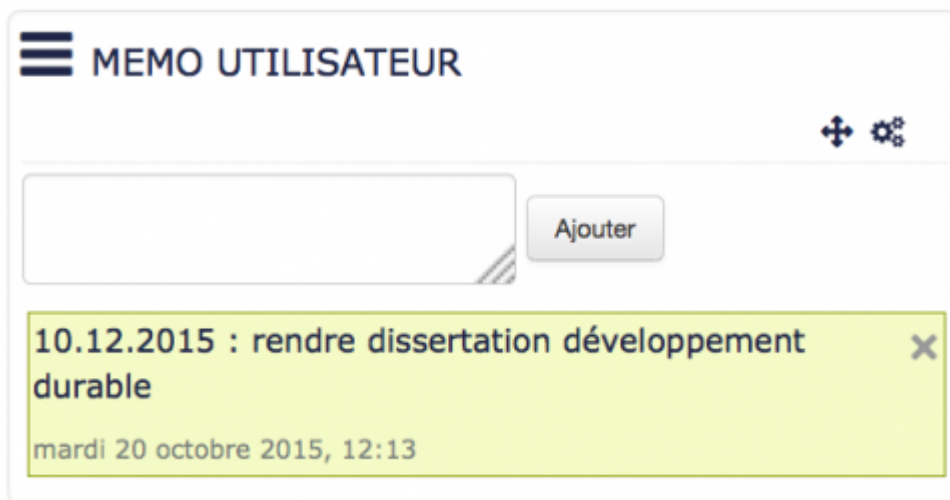 MEMO UTILISATEUR
Ajouter
10.12.2015 : rendre dissertation développement
durable
mardi 20 octobre 2015, 12:13